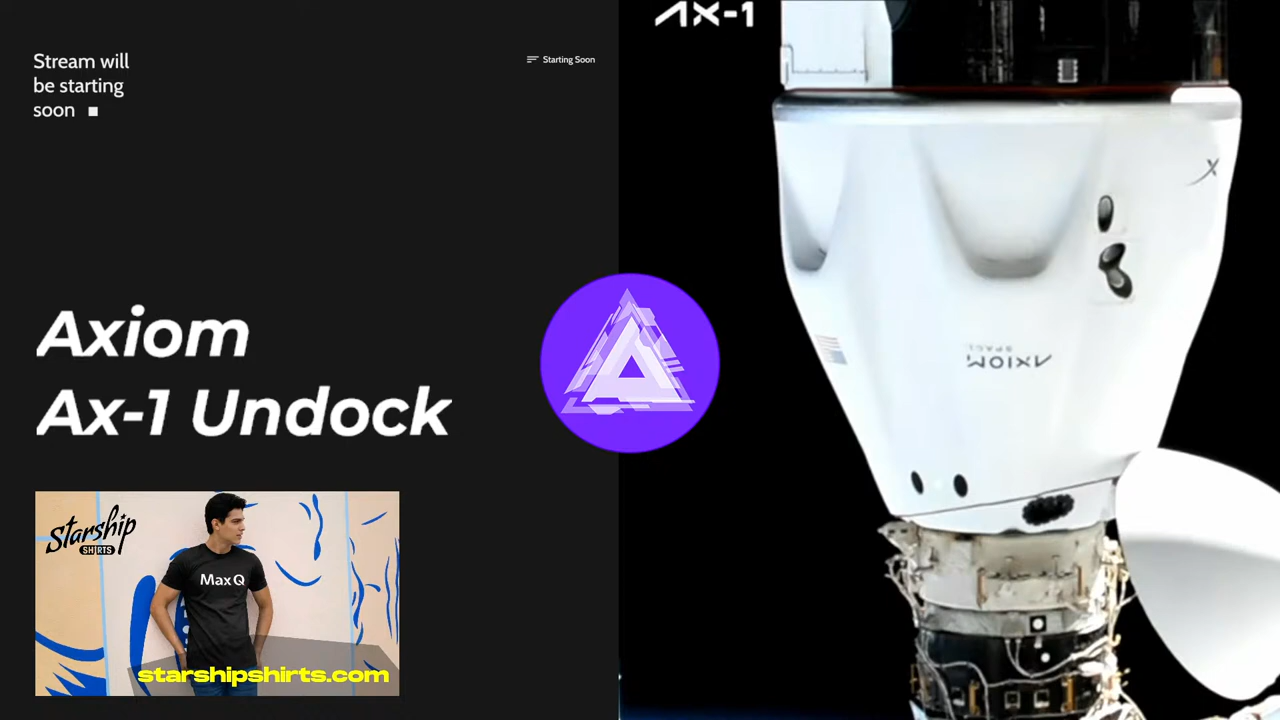 Stream will
be starting
soon
Starting Soon
Axiom
Ax-1 Undock
Starship
SHIRTS
Max Q
starshipshirts.com
AX-1
AXIOM
SPACE